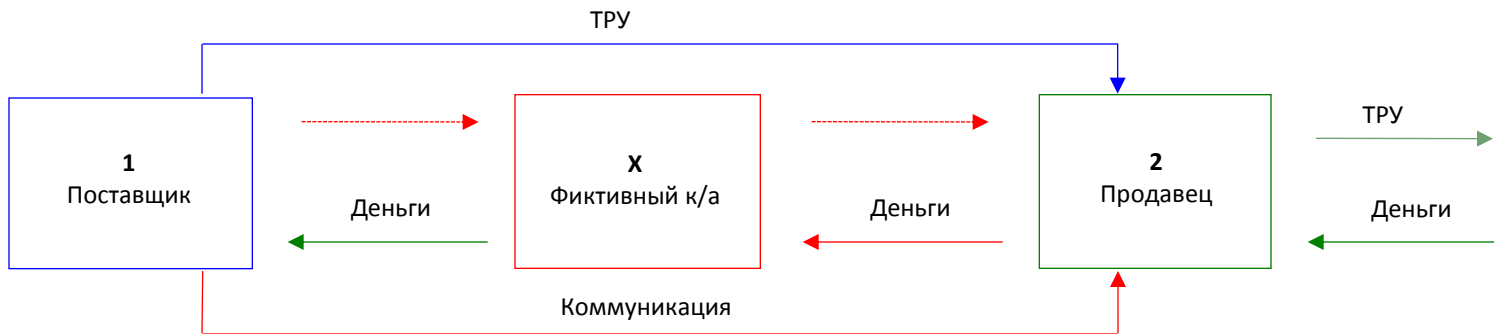 ТРУ
1
Поставщик
X
Фиктивный к/а
2
Продавец
ТРУ
Деньги
Деньги
Деньги
Коммуникация